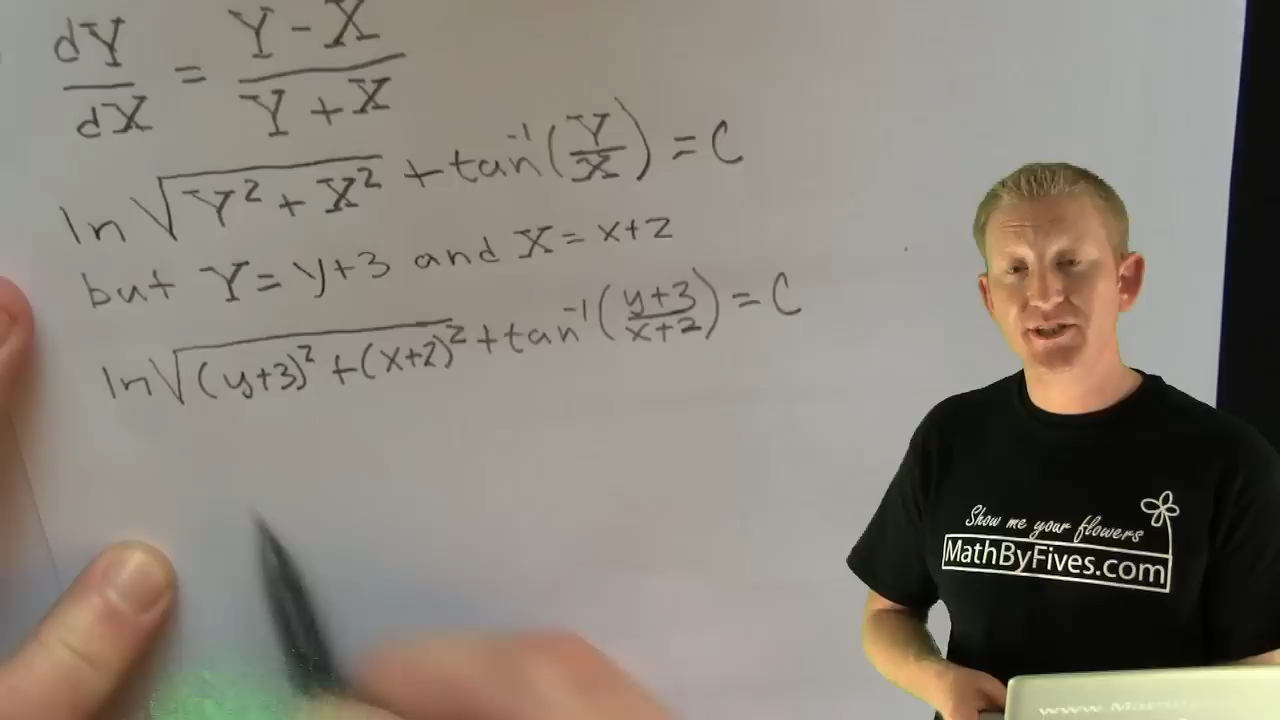 dY/dX = (Y - X)/(Y + X)
ln√(Y² + X²) + tan⁻¹(Y/X) = C
but Y = y+3 and X = x+2
ln√((y+3)² + (x+2)²) + tan⁻¹((y+3)/(x+2)) = C
Show me your flowers
MathByFives.com